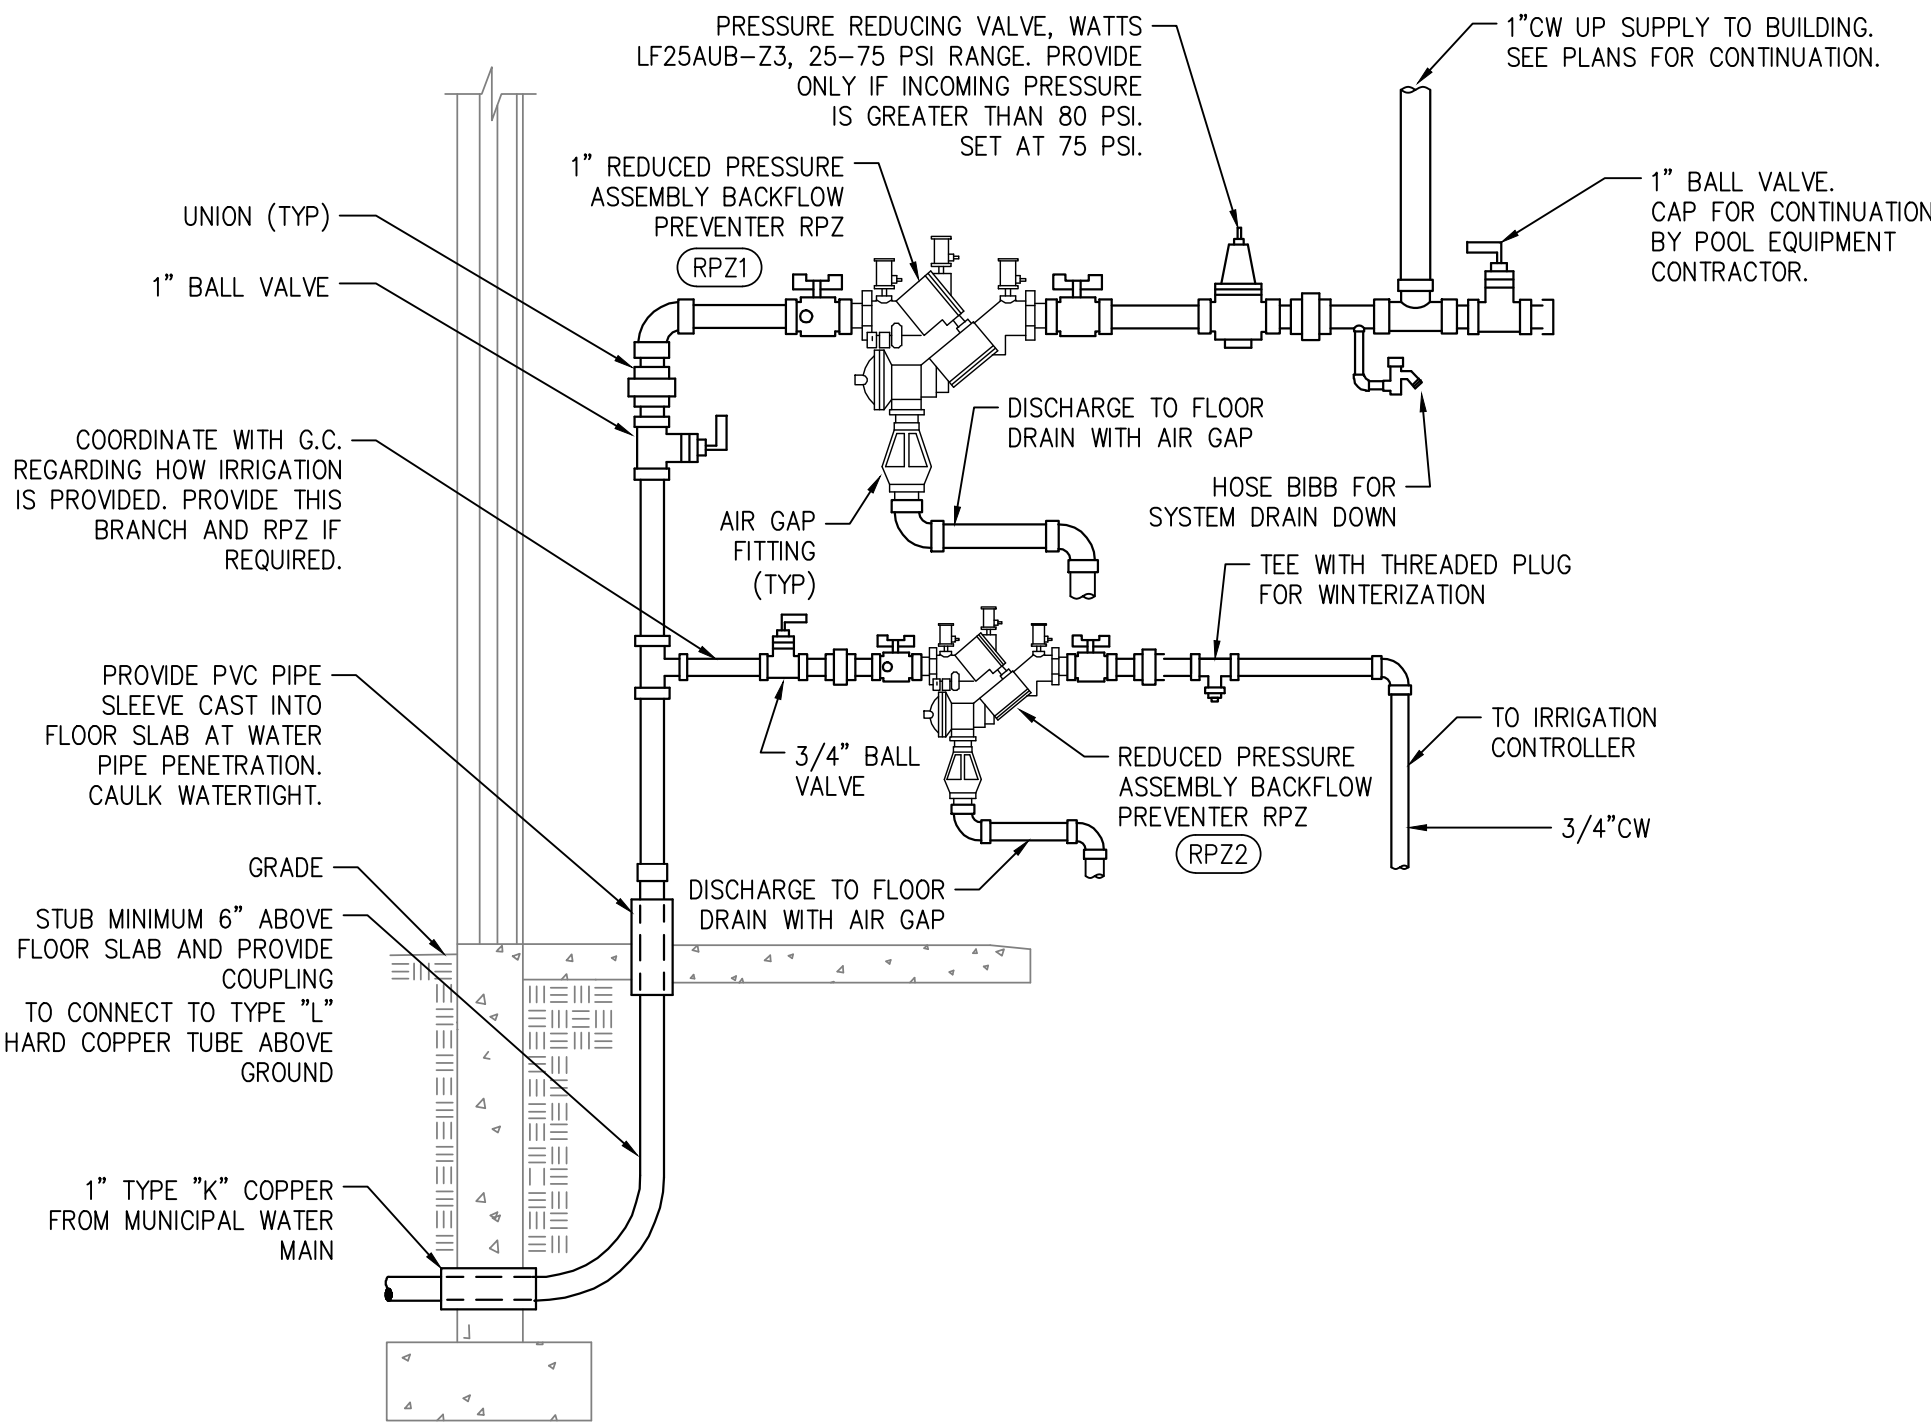 PRESSURE REDUCING VALVE, WATTS
LF25AUB-Z3, 25-75 PSI RANGE. PROVIDE
ONLY IF INCOMING PRESSURE
IS GREATER THAN 80 PSI.
SET AT 75 PSI.
1"CW UP SUPPLY TO BUILDING.
SEE PLANS FOR CONTINUATION.
1" REDUCED PRESSURE
ASSEMBLY BACKFLOW
PREVENTER RPZ
RPZ1
1" BALL VALVE.
CAP FOR CONTINUATION
BY POOL EQUIPMENT
CONTRACTOR.
UNION (TYP)
1" BALL VALVE
COORDINATE WITH G.C.
REGARDING HOW IRRIGATION
IS PROVIDED. PROVIDE THIS
BRANCH AND RPZ IF
REQUIRED.
DISCHARGE TO FLOOR
DRAIN WITH AIR GAP
HOSE BIBB FOR
SYSTEM DRAIN DOWN
AIR GAP
FITTING
(TYP)
TEE WITH THREADED PLUG
FOR WINTERIZATION
PROVIDE PVC PIPE
SLEEVE CAST INTO
FLOOR SLAB AT WATER
PIPE PENETRATION.
CAULK WATERTIGHT.
3/4" BALL
VALVE
REDUCED PRESSURE
ASSEMBLY BACKFLOW
PREVENTER RPZ
RPZ2
TO IRRIGATION
CONTROLLER
3/4"CW
GRADE
DISCHARGE TO FLOOR
DRAIN WITH AIR GAP
STUB MINIMUM 6" ABOVE
FLOOR SLAB AND PROVIDE
COUPLING
TO CONNECT TO TYPE "L"
HARD COPPER TUBE ABOVE
GROUND
1" TYPE "K" COPPER
FROM MUNICIPAL WATER
MAIN